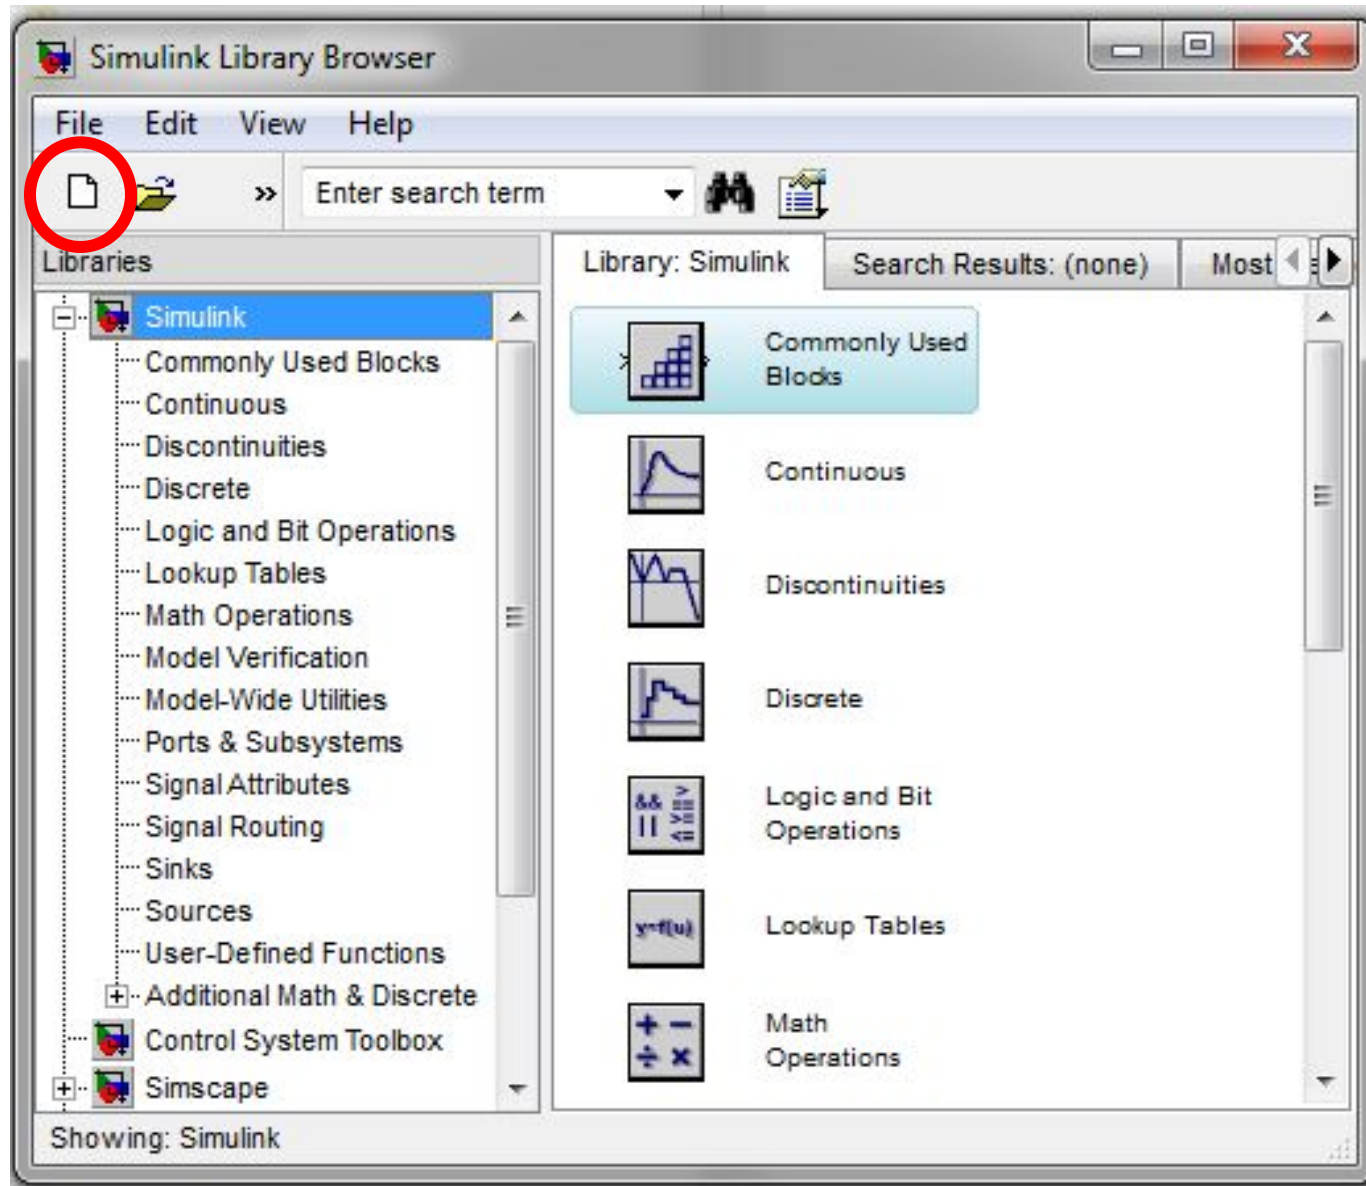 Simulink Library Browser
File Edit View Help
» Enter search term
Libraries
Library: Simulink Search Results: (none) Most
Simulink
Commonly Used Blocks
Continuous
Discontinuities
Discrete
Logic and Bit Operations
Lookup Tables
Math Operations
Model Verification
Model-Wide Utilities
Ports & Subsystems
Signal Attributes
Signal Routing
Sinks
Sources
User-Defined Functions
Additional Math & Discrete
Control System Toolbox
Simscape
Commonly Used
Blocks
Continuous
Discontinuities
Discrete
&& > == 
|| >= <=
Logic and Bit
Operations
y=f(u)
Lookup Tables
+ −
÷ ×
Math
Operations
Showing: Simulink